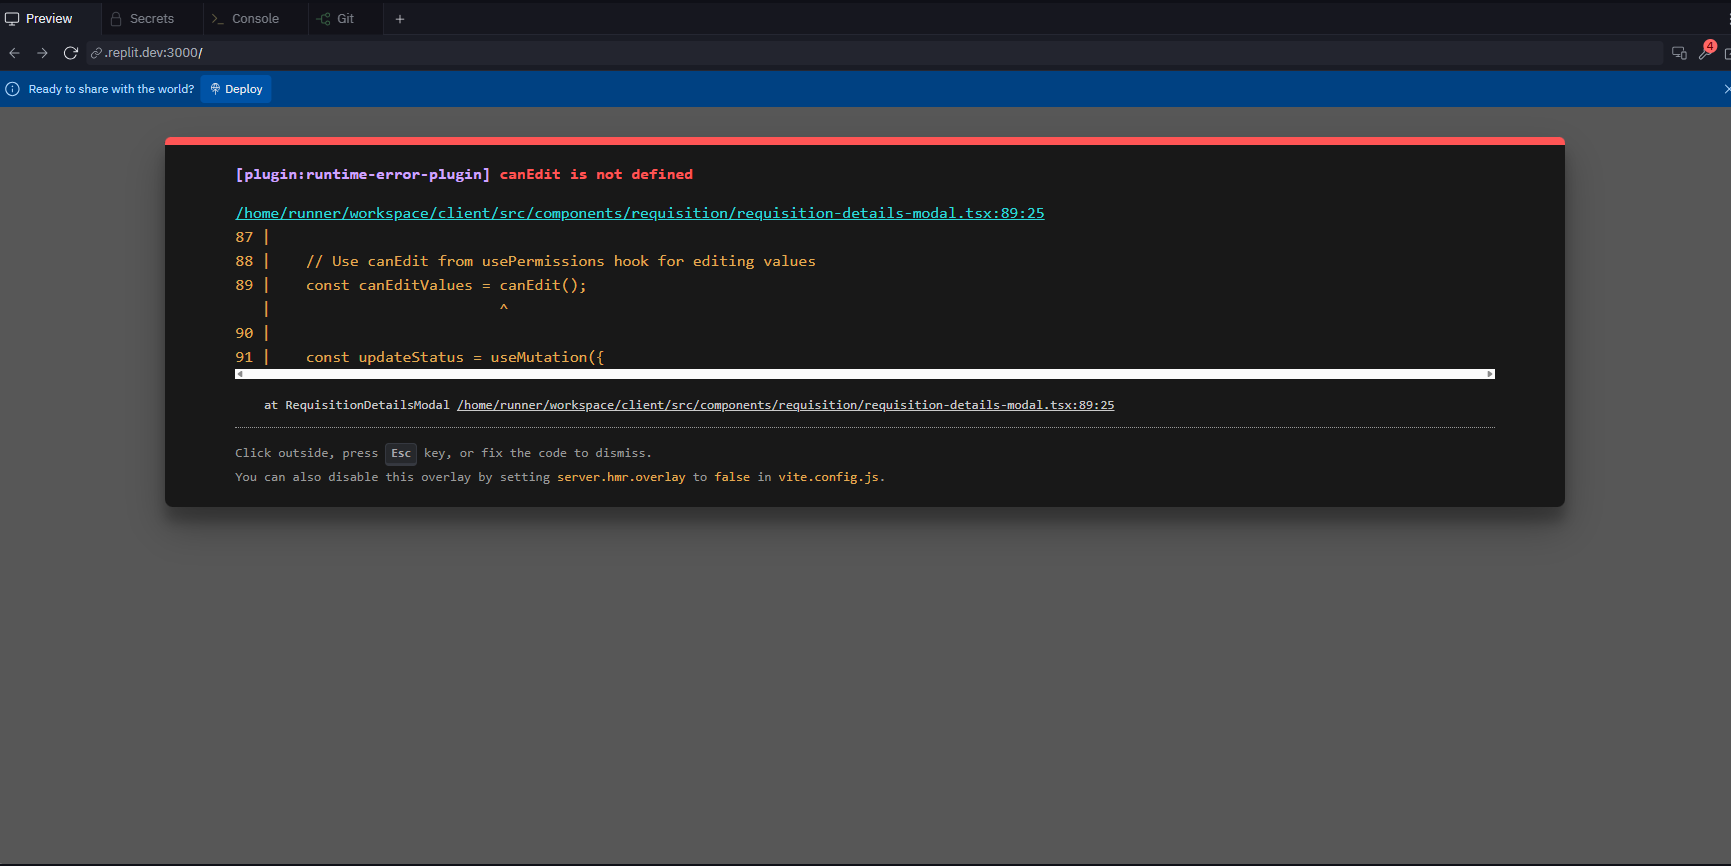 Preview
Secrets
Console
Git
.replit.dev:3000/
4
Ready to share with the world?
Deploy
[plugin:runtime-error-plugin] canEdit is not defined
/home/runner/workspace/client/src/components/requisition/requisition-details-modal.tsx:89:25
87 |
88 |    // Use canEdit from usePermissions hook for editing values
89 |    const canEditValues = canEdit();
   |                          ^
90 |
91 |    const updateStatus = useMutation({
at RequisitionDetailsModal /home/runner/workspace/client/src/components/requisition/requisition-details-modal.tsx:89:25
Click outside, press Esc key, or fix the code to dismiss.
You can also disable this overlay by setting server.hmr.overlay to false in vite.config.js.